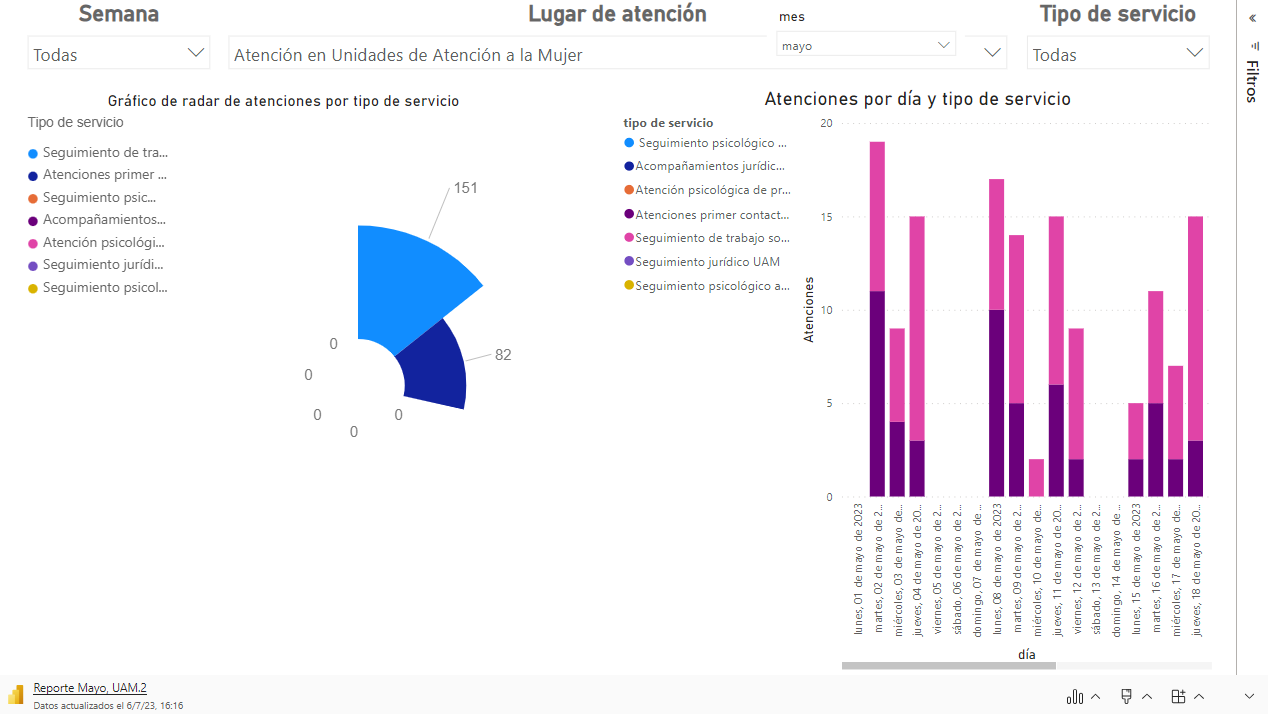 Semana
Lugar de atención
mes
Tipo de servicio
Todas
Atención en Unidades de Atención a la Mujer
mayo
Todas
Filtros
Gráfico de radar de atenciones por tipo de servicio
Tipo de servicio
Seguimiento de tra...
Atenciones primer ...
Seguimiento psic...
Acompañamientos...
Atención psicológi...
Seguimiento jurídi...
Seguimiento psicol...
151
82
0
0
0
0
0
Atenciones por día y tipo de servicio
tipo de servicio
Seguimiento psicológico ...
Acompañamientos jurídic...
Atención psicológica de pr...
Atenciones primer contact...
Seguimiento de trabajo so...
Seguimiento jurídico UAM
Seguimiento psicológico a...
Atenciones
20
15
10
5
0
lunes, 01 de mayo de 2023
martes, 02 de mayo de 2...
miércoles, 03 de mayo de...
jueves, 04 de mayo de 20...
viernes, 05 de mayo de 2...
sábado, 06 de mayo de 2...
domingo, 07 de mayo de ...
lunes, 08 de mayo de 2023
martes, 09 de mayo de 2...
miércoles, 10 de mayo de...
jueves, 11 de mayo de 20...
viernes, 12 de mayo de 2...
sábado, 13 de mayo de 2...
domingo, 14 de mayo de ...
lunes, 15 de mayo de 2023
martes, 16 de mayo de 2...
miércoles, 17 de mayo de...
jueves, 18 de mayo de 20...
día
Reporte Mayo, UAM.2
Datos actualizados el 6/7/23, 16:16